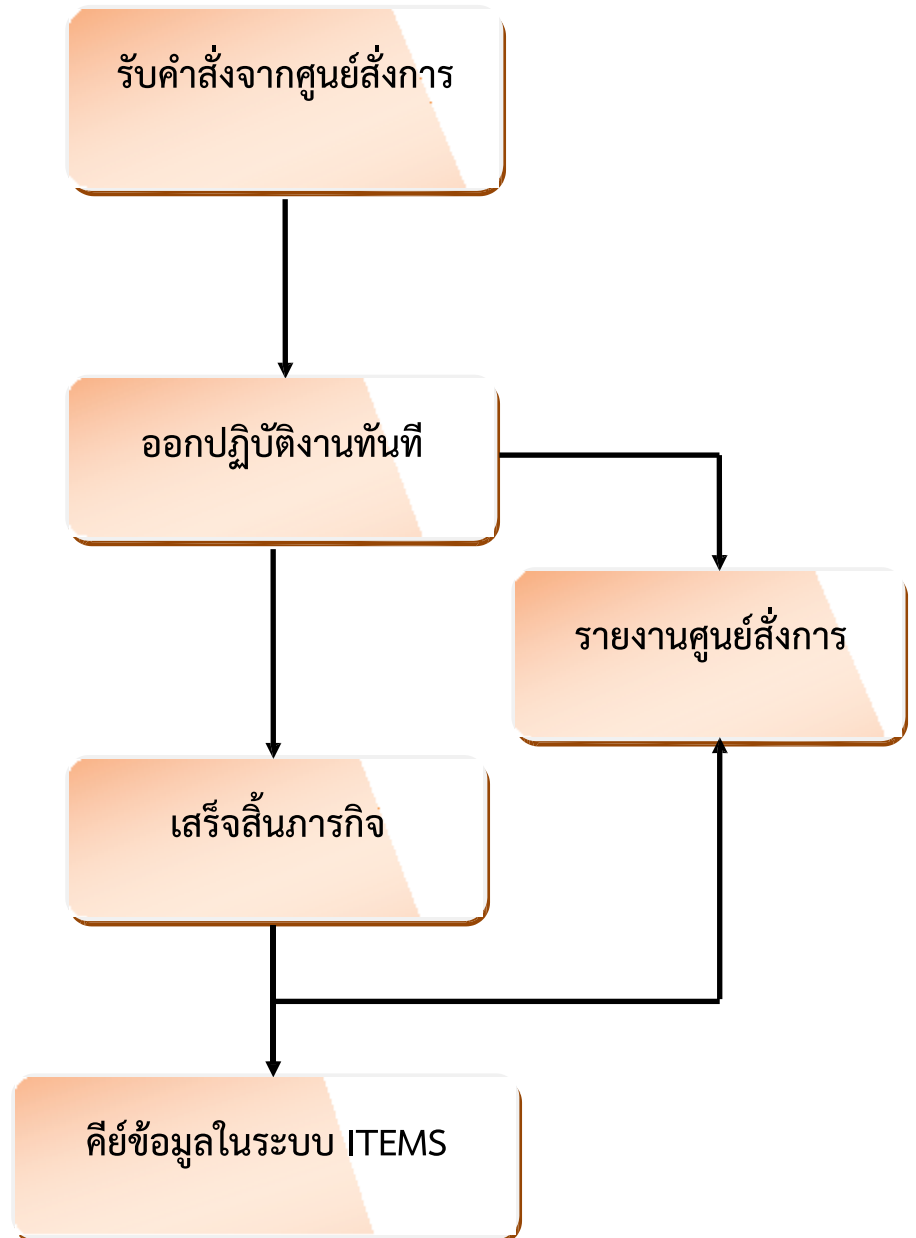 รับคำสั่งจากศูนย์สั่งการ
ออกปฏิบัติงานทันที
รายงานศูนย์สั่งการ
เสร็จสิ้นภารกิจ
คีย์ข้อมูลในระบบ ITEMS